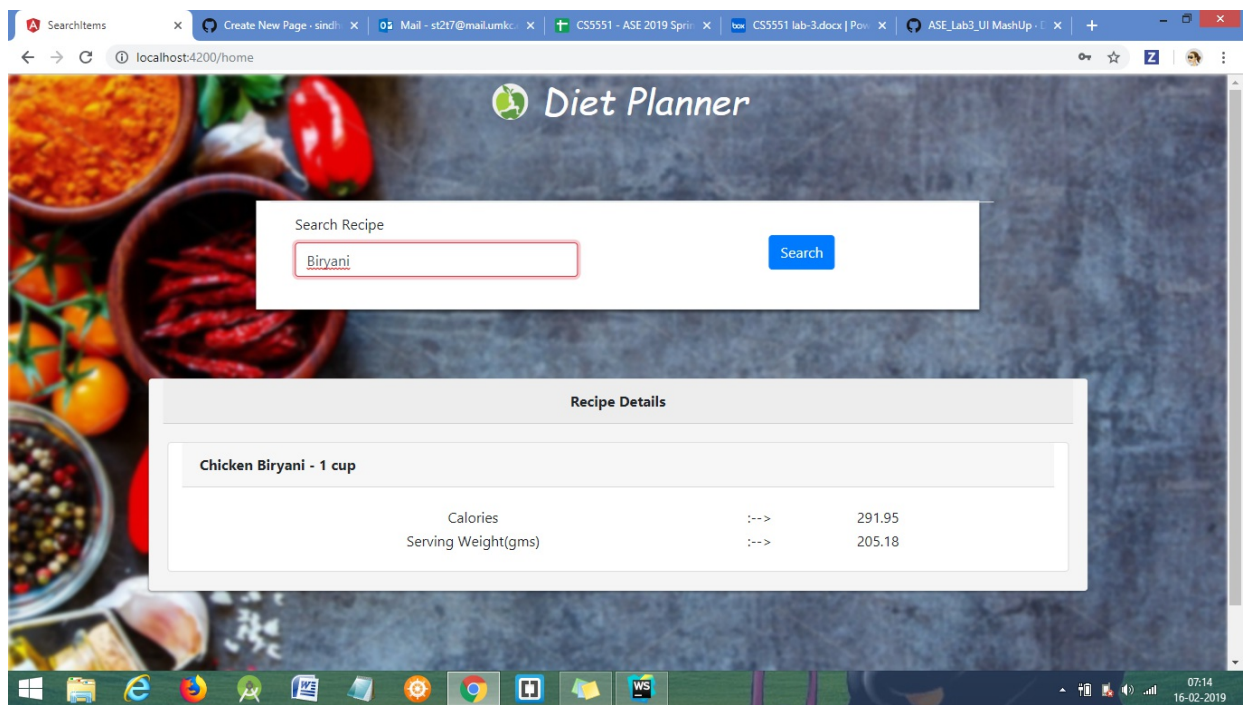 SearchItems
Create New Page · sindh
Mail - st2t7@mail.umkc.
CS5551 - ASE 2019 Sprin
CS5551 lab-3.docx | Pow
ASE_Lab3_UI MashUp · D
localhost:4200/home
Z
Diet Planner
Search Recipe
Biryani
Search
Recipe Details
Chicken Biryani - 1 cup
Calories :--> 291.95
Serving Weight(gms) :--> 205.18
WS
07:14
16-02-2019